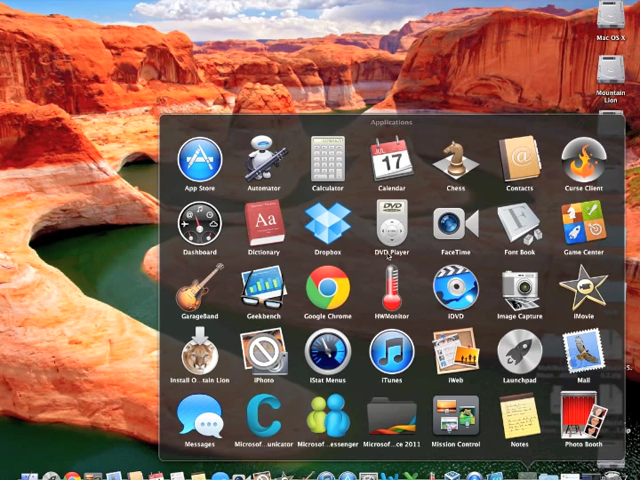 Mac OS X
Mountain
Lion
Applications
App Store
Automator
Calculator
JUL
17
Calendar
Chess
@
Contacts
Curse Client
Dashboard
Aa
Dictionary
Dropbox
DVD
DVD Player
FaceTime
F
Font Book
Game Center
GarageBand
Geekbench
Google Chrome
HWMonitor
iDVD
Image Capture
iMovie
Install O...tain Lion
iPhoto
iStat Menus
iTunes
iWeb
Launchpad
Mail
Messages
Microsof...unicator
Microsof...essenger
Microsof...ce 2011
Mission Control
Notes
Photo Booth